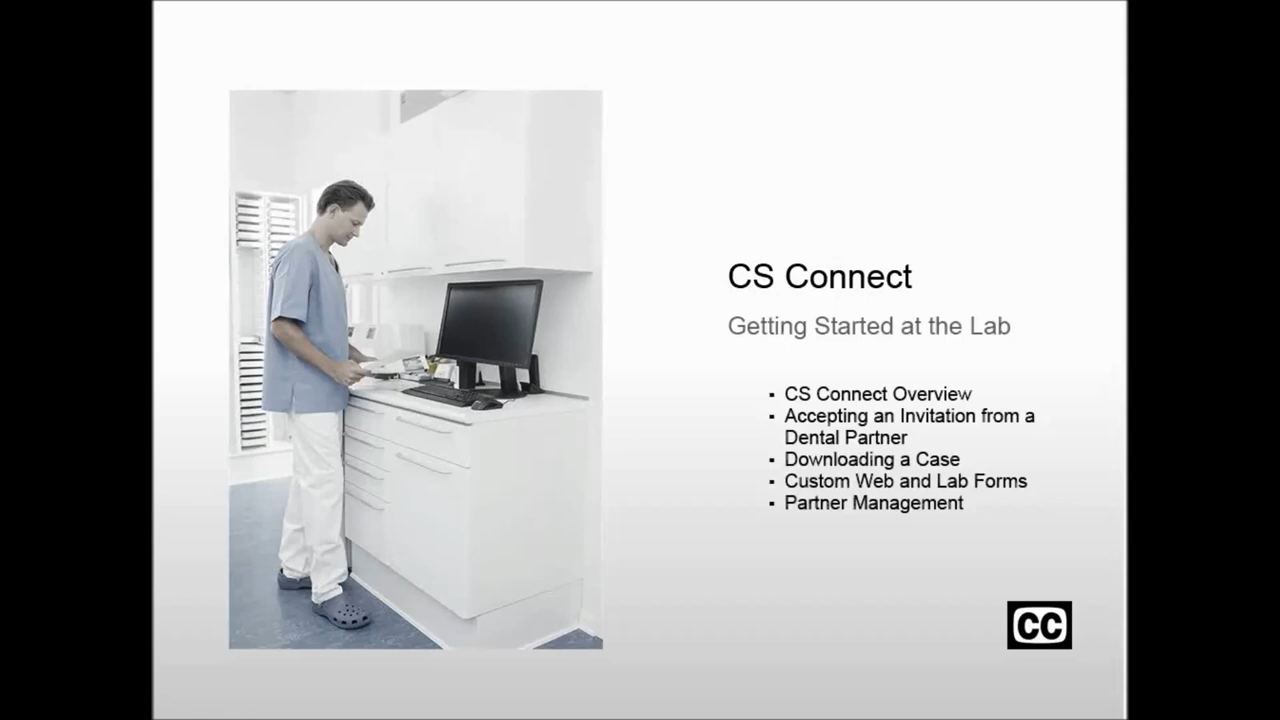 CS Connect
Getting Started at the Lab
▪ CS Connect Overview
▪ Accepting an Invitation from a
Dental Partner
▪ Downloading a Case
▪ Custom Web and Lab Forms
▪ Partner Management
CC